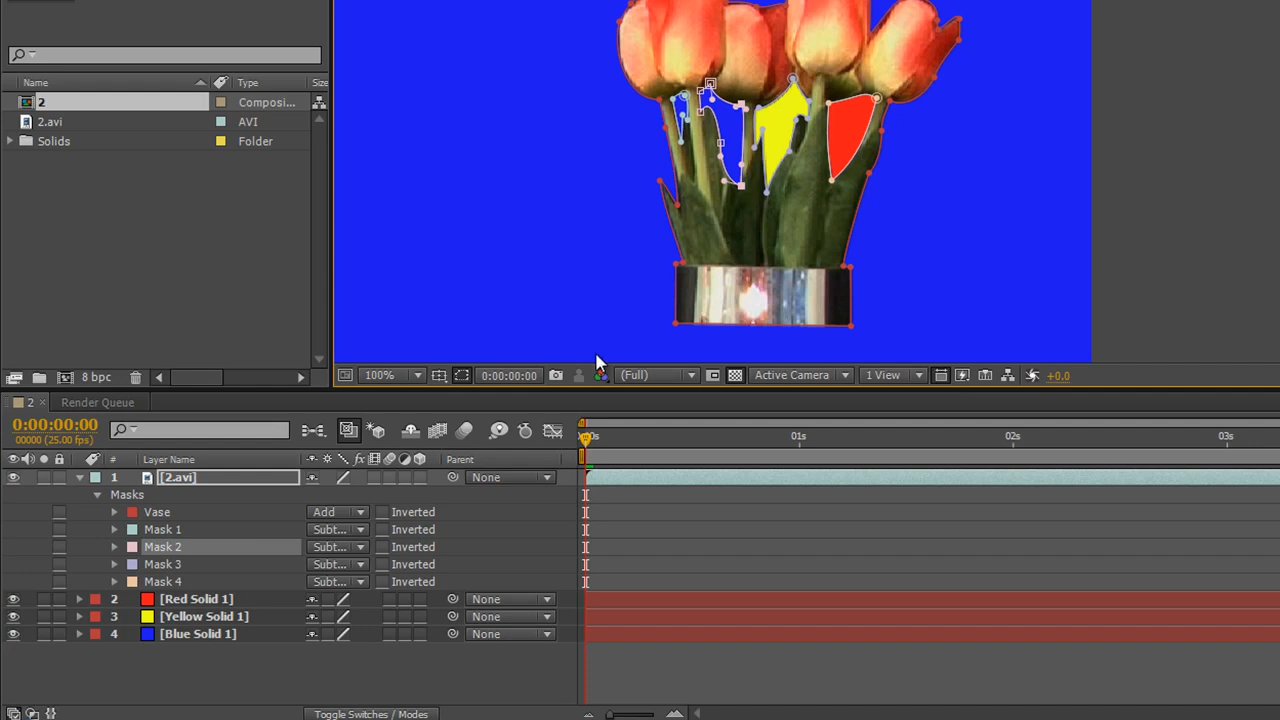 Name Type Size
2 Composi...
2.avi AVI
Solids Folder
8 bpc
100% 0:00:00:00 (Full) Active Camera 1 View +0.0
2 × Render Queue
0:00:00:00
00000 (25.00 fps)
# Layer Name fx Parent
01s 02s 03s
1 [2.avi] None
Masks
Vase Add Inverted
Mask 1 Subt... Inverted
Mask 2 Subt... Inverted
Mask 3 Subt... Inverted
Mask 4 Subt... Inverted
2 [Red Solid 1] None
3 [Yellow Solid 1] None
4 [Blue Solid 1] None
Toggle Switches / Modes